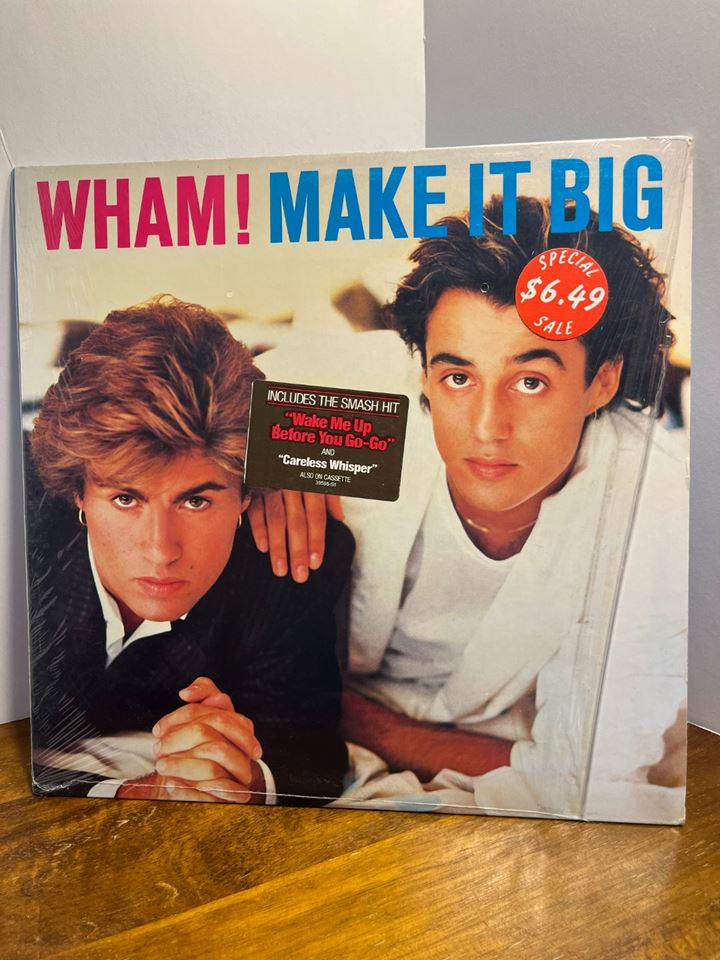 WHAM! MAKE IT BIG
SPECIAL
$6.49
SALE
INCLUDES THE SMASH HIT
"Wake Me Up
Before You Go-Go"
AND
"Careless Whisper"
ALSO ON CASSETTE